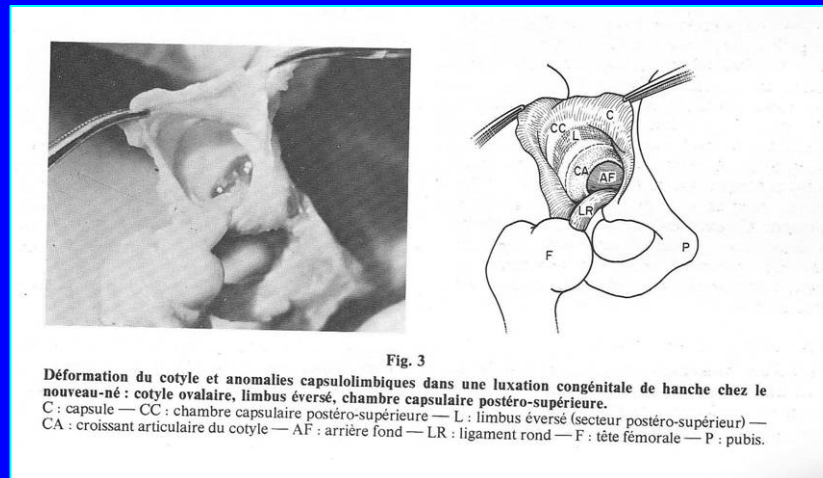 C
CC
L
CA
AF
LR
F
P
Fig. 3
Déformation du cotyle et anomalies capsulolimbiques dans une luxation congénitale de hanche chez le
nouveau-né : cotyle ovalaire, limbus éversé, chambre capsulaire postéro-supérieure.
C : capsule — CC : chambre capsulaire postéro-supérieure — L : limbus éversé (secteur postéro-supérieur) —
CA : croissant articulaire du cotyle — AF : arrière fond — LR : ligament rond — F : tête fémorale — P : pubis.